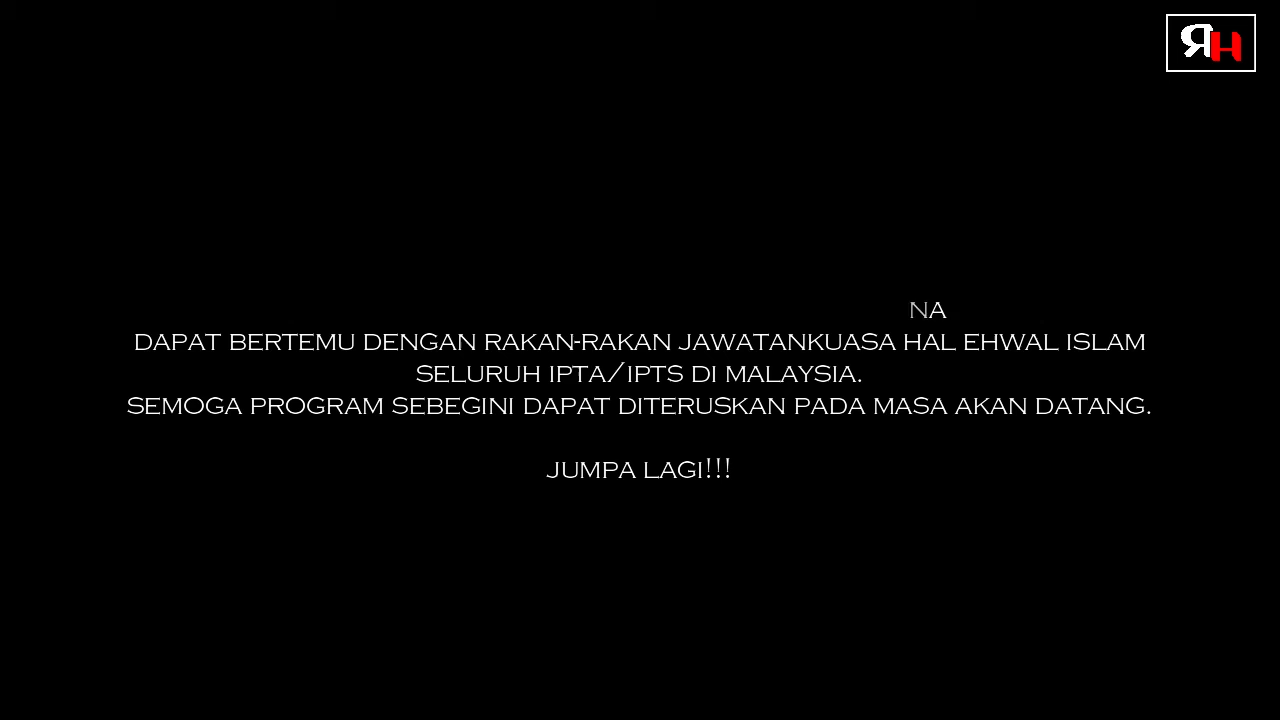 ЯH
NA
DAPAT BERTEMU DENGAN RAKAN-RAKAN JAWATANKUASA HAL EHWAL ISLAM
SELURUH IPTA/IPTS DI MALAYSIA.
SEMOGA PROGRAM SEBEGINI DAPAT DITERUSKAN PADA MASA AKAN DATANG.
JUMPA LAGI!!!